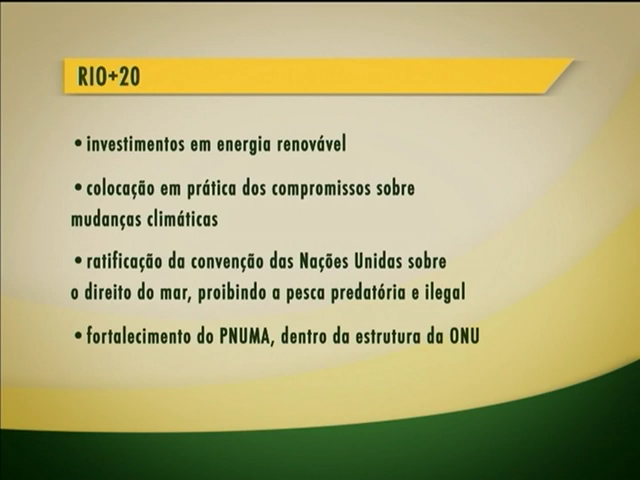 RIO+20
•investimentos em energia renovável
•colocação em prática dos compromissos sobre
mudanças climáticas
•ratificação da convenção das Nações Unidas sobre
o direito do mar, proibindo a pesca predatória e ilegal
•fortalecimento do PNUMA, dentro da estrutura da ONU